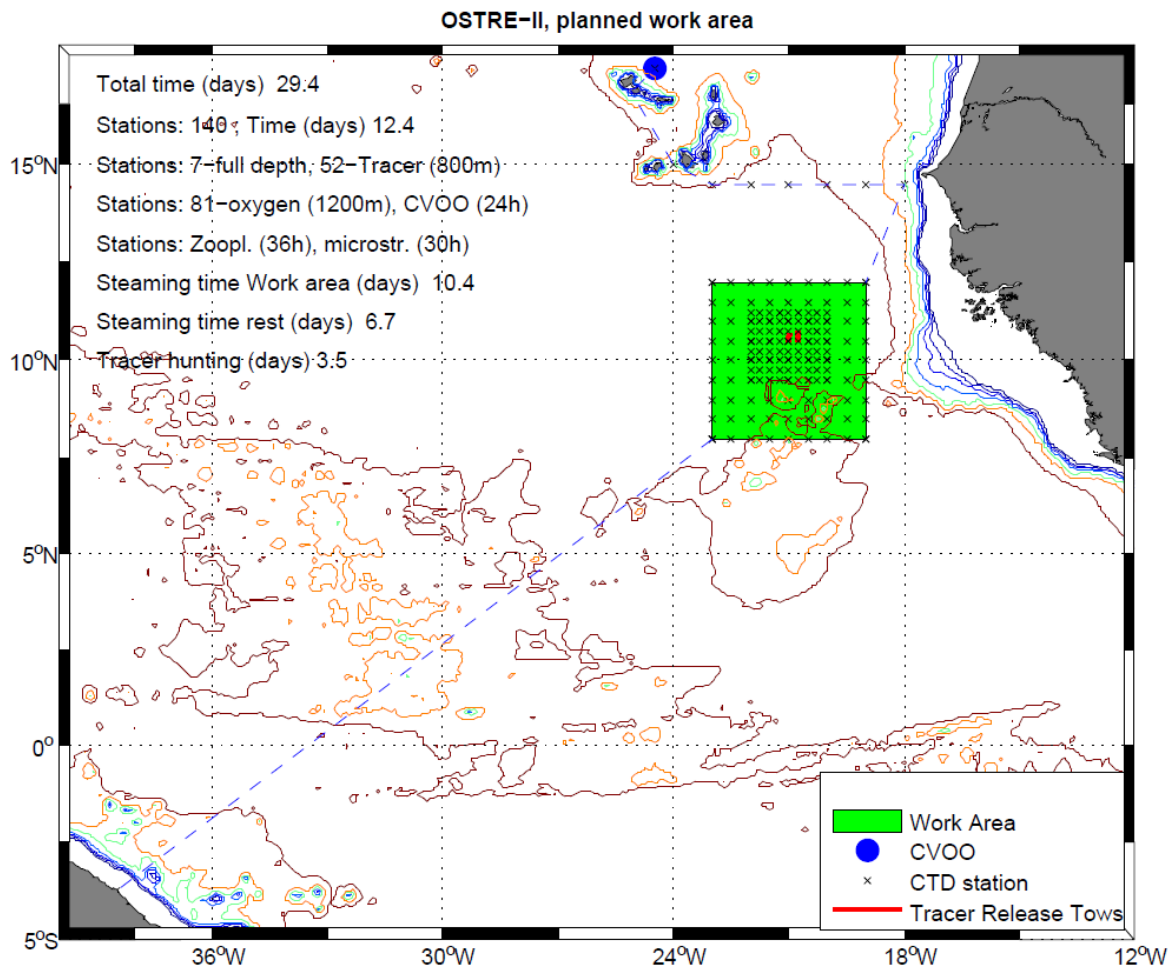 OSTRE-II, planned work area
Total time (days) 29.4
Stations: 140 ; Time (days) 12.4
Stations: 7-full depth, 52-Tracer (800m)
Stations: 81-oxygen (1200m), CVOO (24h)
Stations: Zoopl. (36h), microstr. (30h)
Steaming time Work area (days) 10.4
Steaming time rest (days) 6.7
Tracer hunting (days) 3.5
15°N
10°N
5°N
0°
5°S
36°W 30°W 24°W 18°W 12°W
Work Area
CVOO
CTD station
Tracer Release Tows